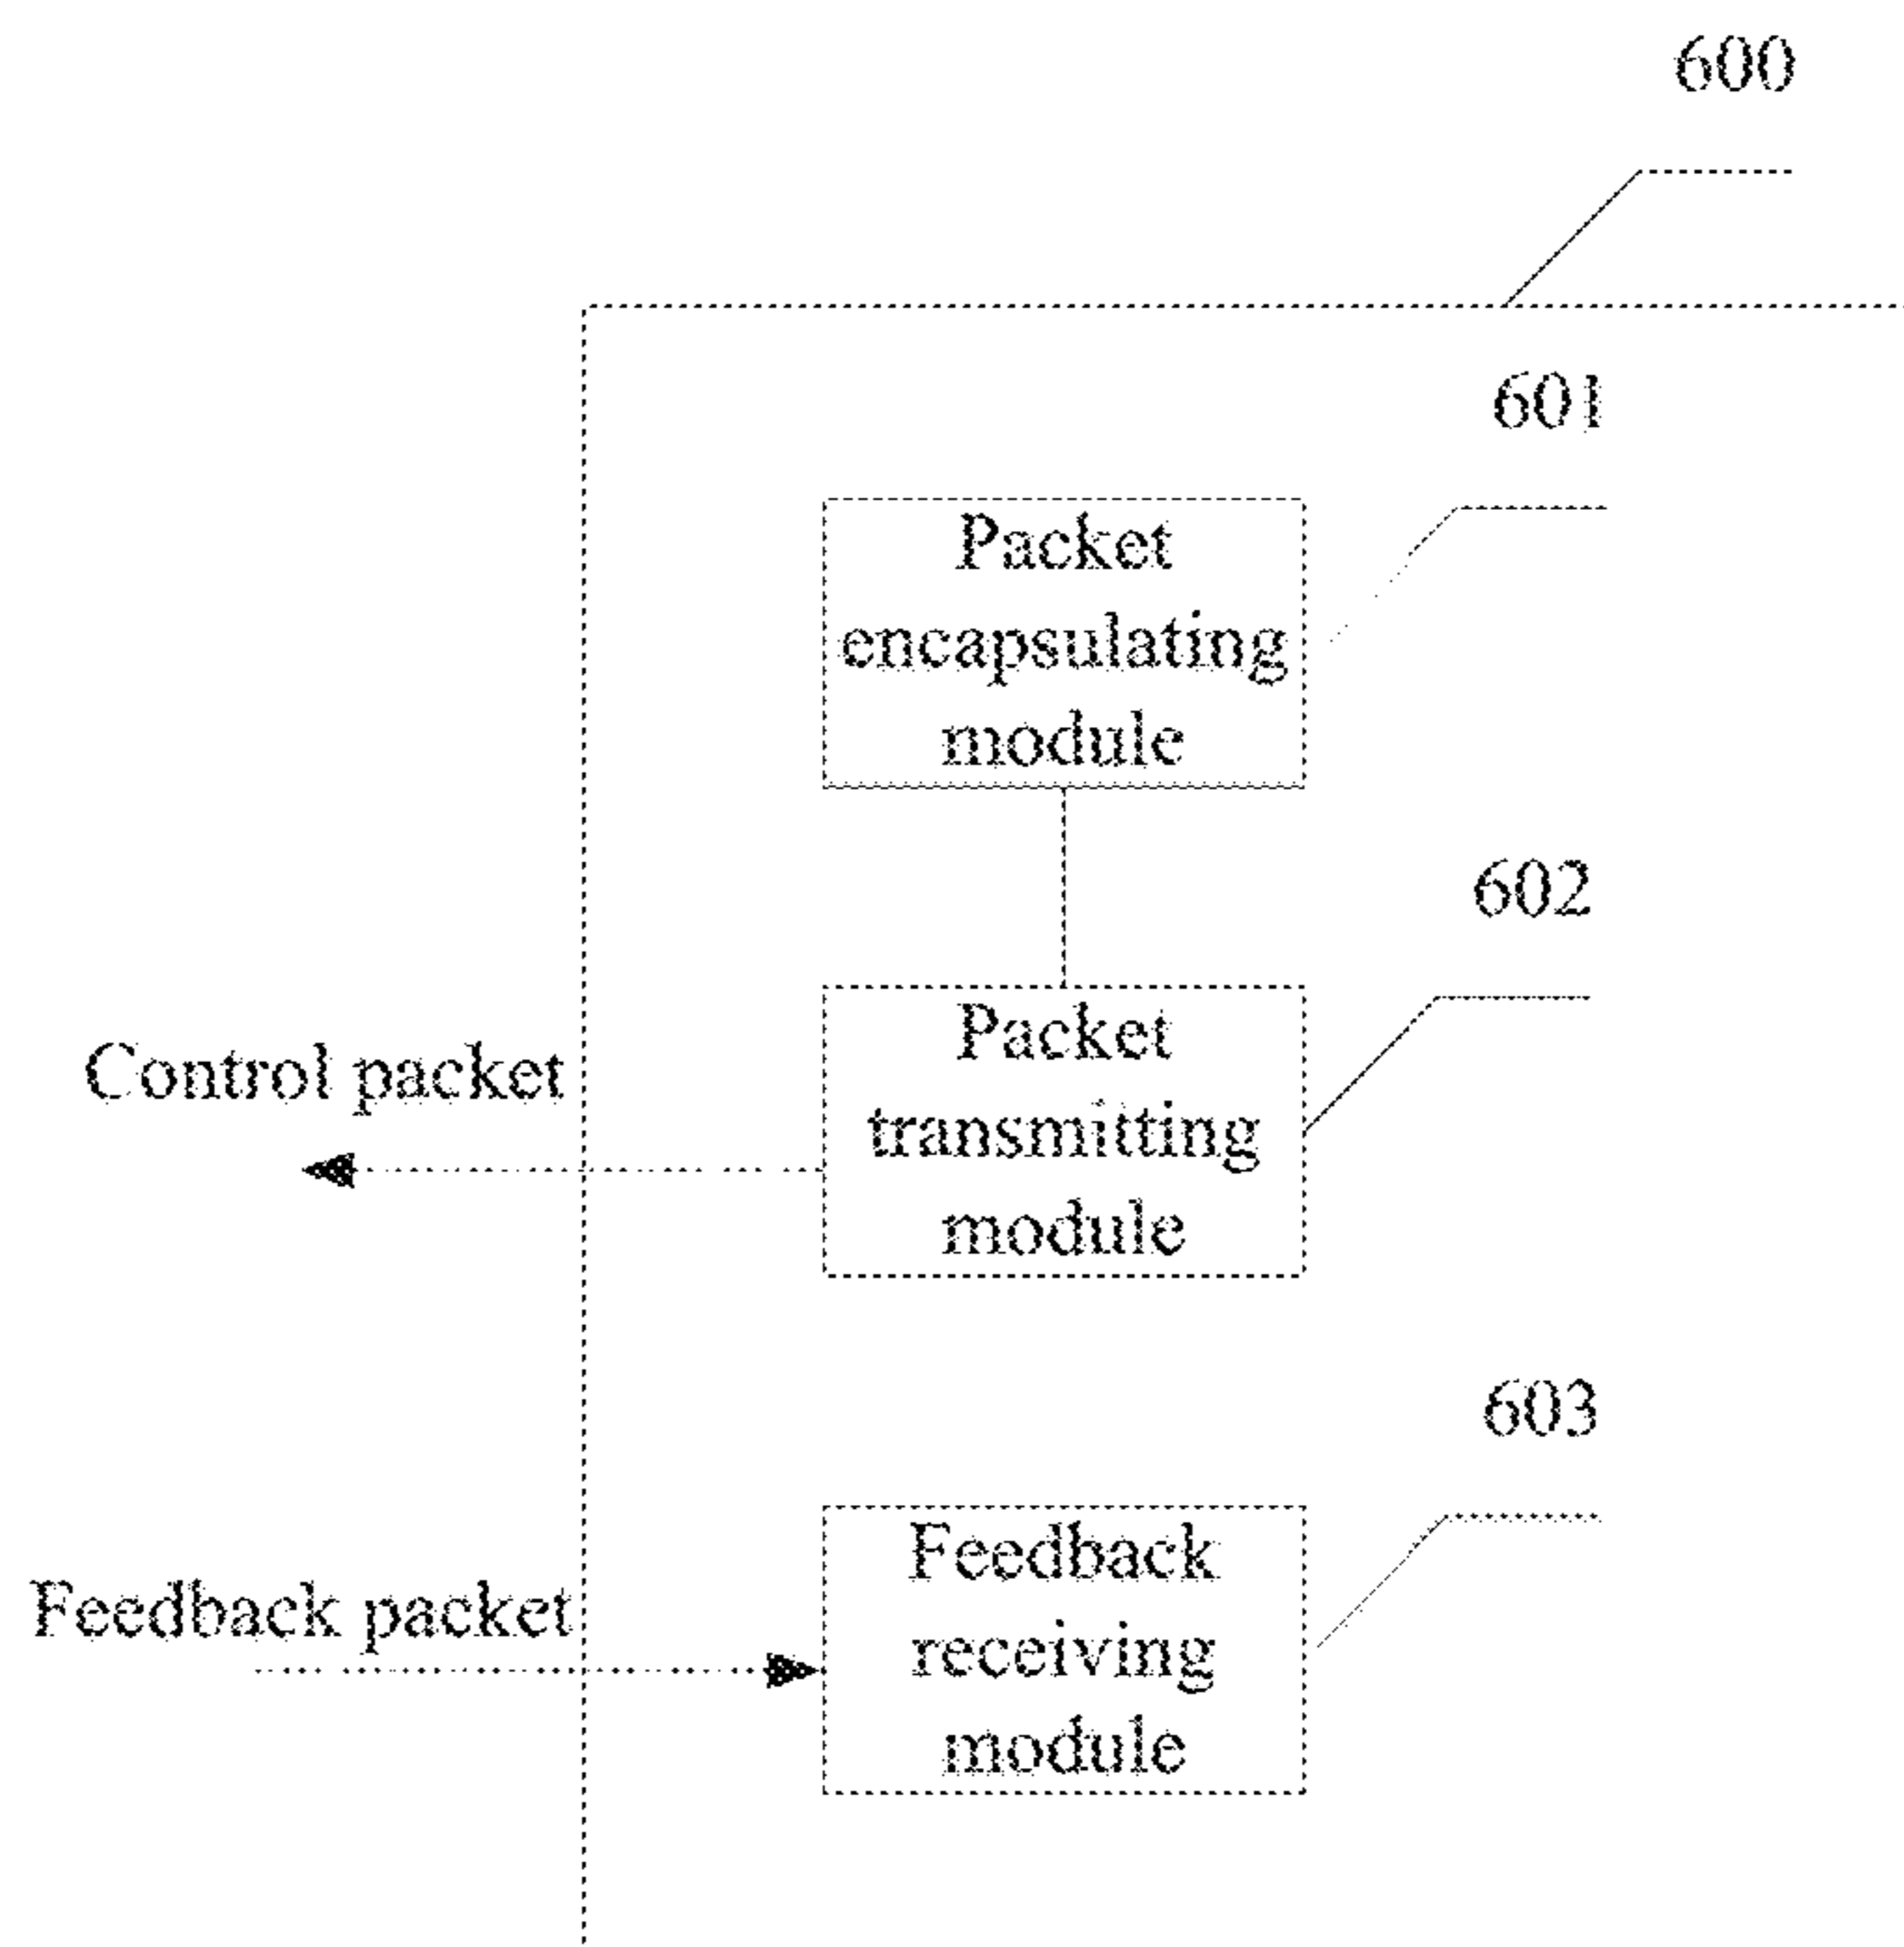 600
601
Packet
encapsulating
module
602
Packet
transmitting
module
Control packet
603
Feedback
receiving
module
Feedback packet